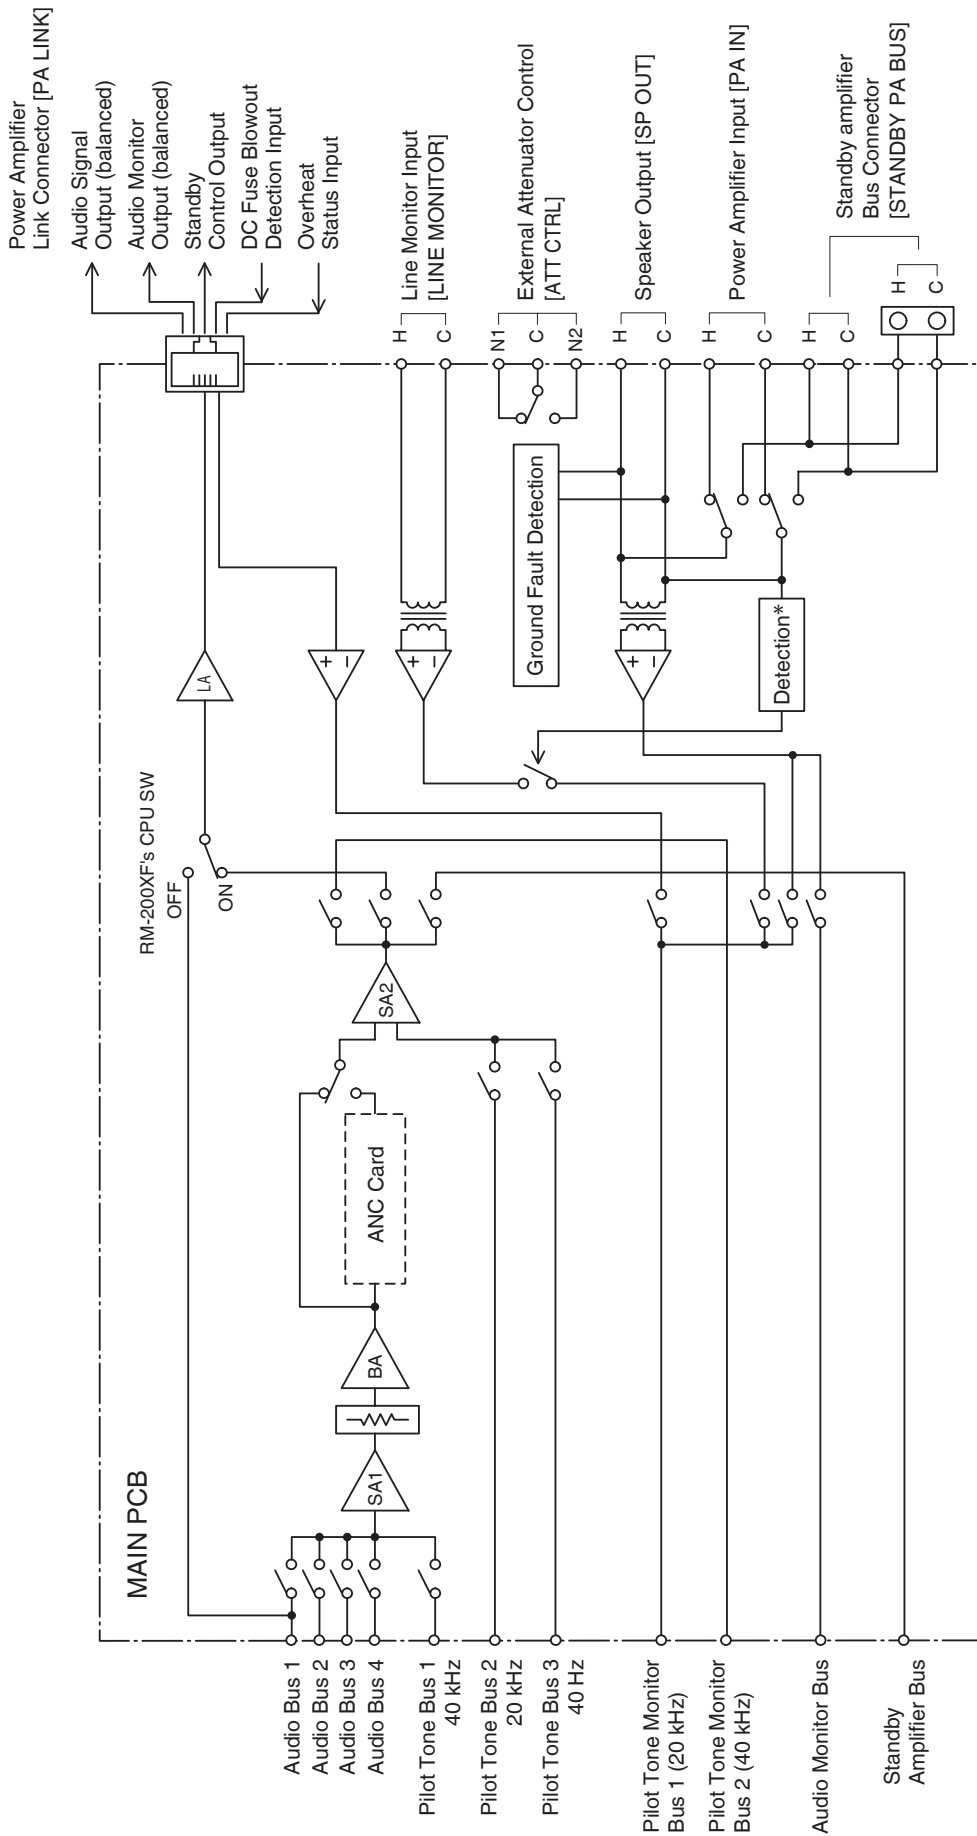 MAIN PCB
Audio Bus 1
Audio Bus 2
Audio Bus 3
Audio Bus 4
Pilot Tone Bus 1
40 kHz
Pilot Tone Bus 2
20 kHz
Pilot Tone Bus 3
40 Hz
Pilot Tone Monitor
Bus 1 (20 kHz)
Pilot Tone Monitor
Bus 2 (40 kHz)
Audio Monitor Bus
Standby
Amplifier Bus
SA1
BA
ANC Card
SA2
RM-200XF's CPU SW
OFF
ON
LA
+
−
+
−
+
−
Ground Fault Detection
Detection*
Power Amplifier
Link Connector [PA LINK]
Audio Signal
Output (balanced)
Audio Monitor
Output (balanced)
Standby
Control Output
DC Fuse Blowout
Detection Input
Overheat
Status Input
H
C
Line Monitor Input
[LINE MONITOR]
N1
C
N2
External Attenuator Control
[ATT CTRL]
H
C
Speaker Output [SP OUT]
H
C
Power Amplifier Input [PA IN]
H
C
H
C
Standby amplifier
Bus Connector
[STANDBY PA BUS]